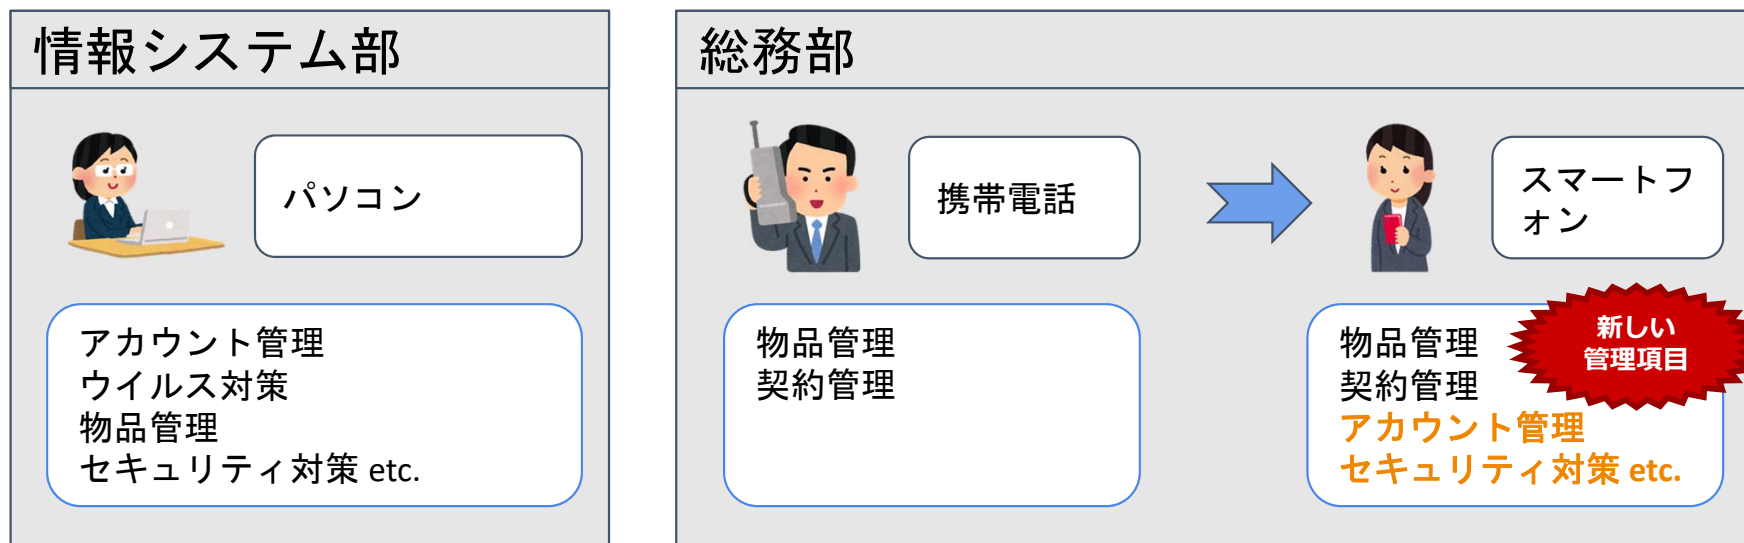 情報システム部
パソコン
アカウント管理
ウイルス対策
物品管理
セキュリティ対策 etc.
総務部
携帯電話
物品管理
契約管理
スマートフ
ォン
新しい
管理項目
物品管理
契約管理
アカウント管理
セキュリティ対策 etc.